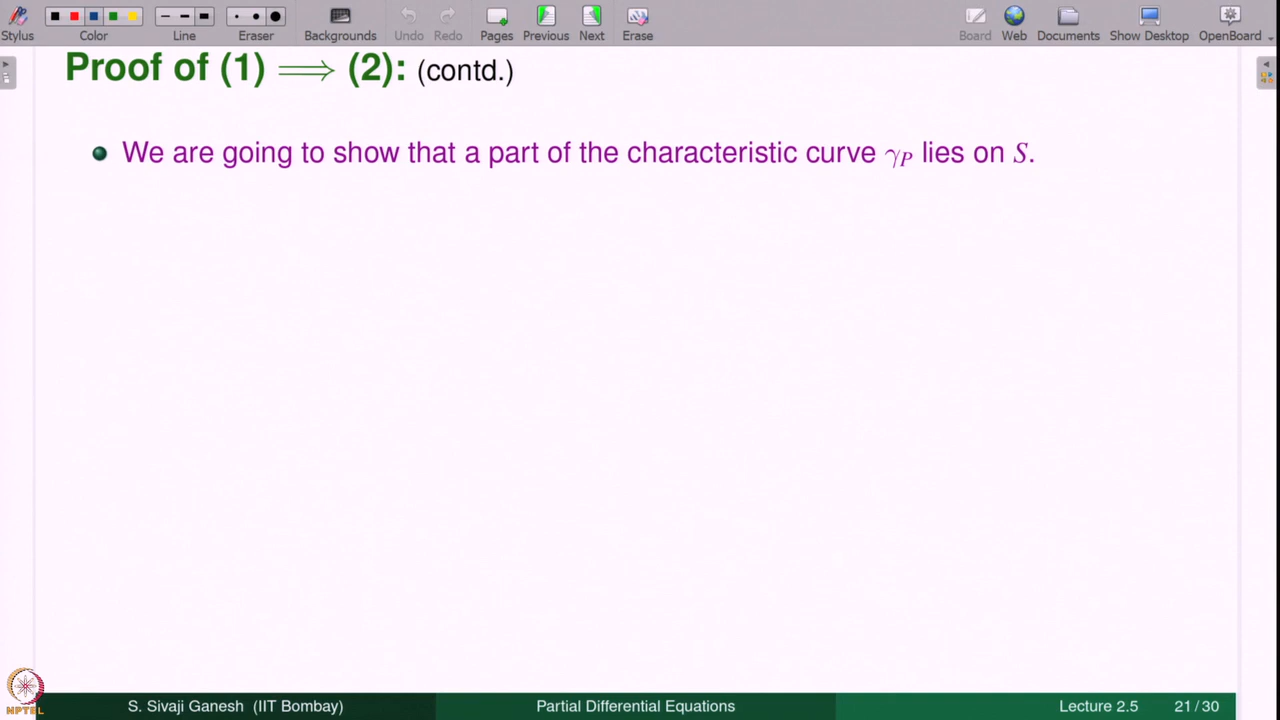 Stylus Color Line Eraser Backgrounds Undo Redo Pages Previous Next Erase Board Web Documents Show Desktop OpenBoard
Proof of (1) ⟹ (2): (contd.)
We are going to show that a part of the characteristic curve γ_P lies on S.
NPTEL
S. Sivaji Ganesh (IIT Bombay) Partial Differential Equations Lecture 2.5 21/30